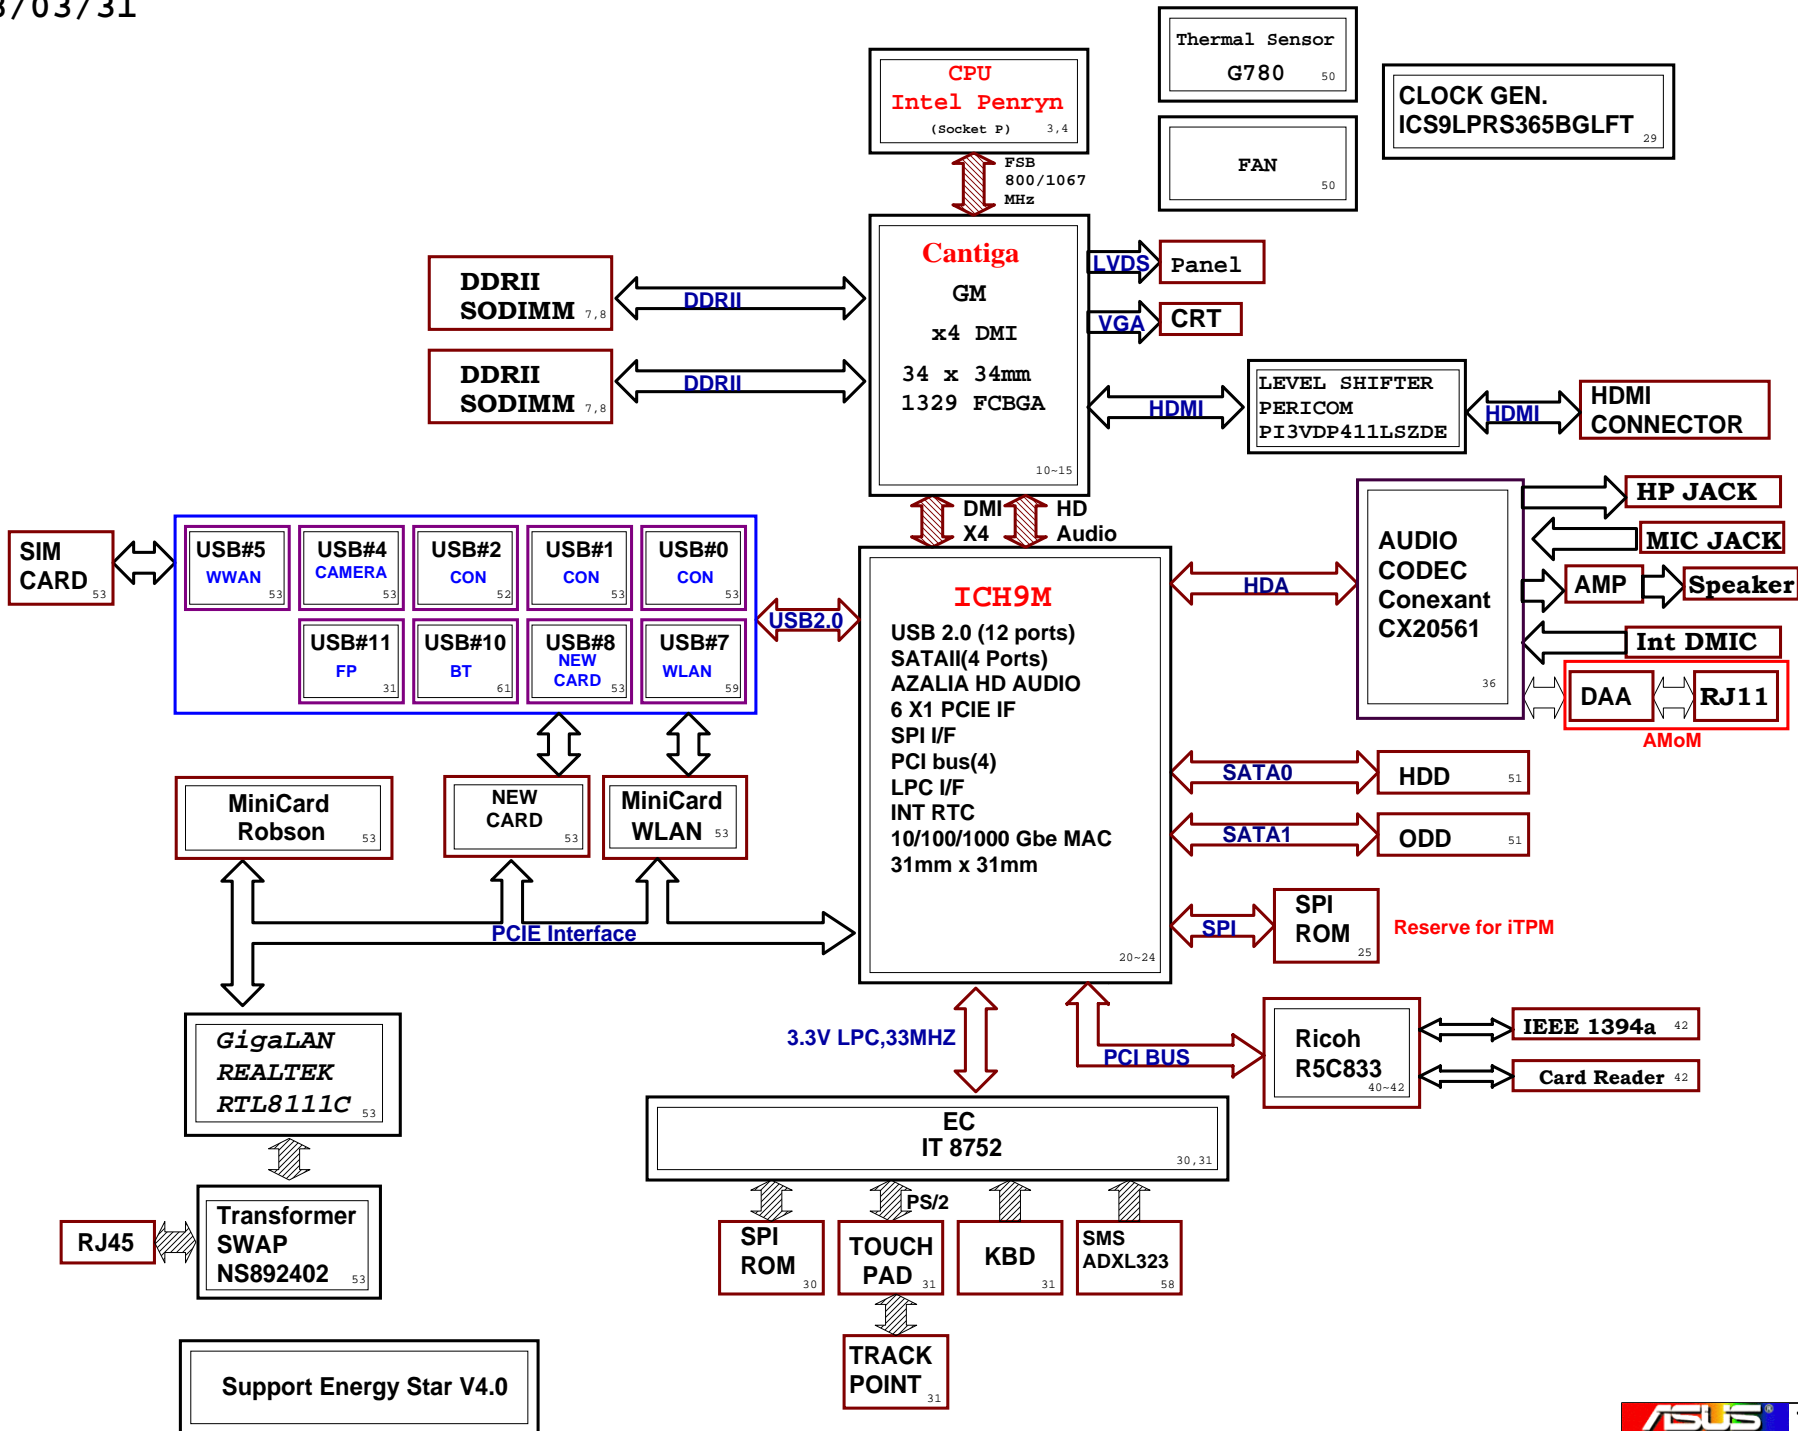 /03/31
Thermal Sensor
G780 50
CPU
Intel Penryn
(Socket P) 3,4
CLOCK GEN.
ICS9LPRS365BGLFT
29
FAN
50
FSB
800/1067
MHz
Cantiga
GM
x4 DMI
34 x 34mm
1329 FCBGA
10~15
LVDS
Panel
VGA
CRT
DDRII
SODIMM 7,8
DDRII
DDRII
SODIMM 7,8
DDRII
HDMI
LEVEL SHIFTER
PERICOM
PI3VDP411LSZDE
HDMI
HDMI
CONNECTOR
DMI
X4
HD
Audio
SIM
CARD 53
USB#5
WWAN
53
USB#4
CAMERA
53
USB#2
CON
52
USB#1
CON
53
USB#0
CON
53
USB#11
FP
31
USB#10
BT
61
USB#8
NEW
CARD
53
USB#7
WLAN
59
USB2.0
ICH9M
USB 2.0 (12 ports)
SATAII(4 Ports)
AZALIA HD AUDIO
6 X1 PCIE IF
SPI I/F
PCI bus(4)
LPC I/F
INT RTC
10/100/1000 Gbe MAC
31mm x 31mm
20~24
HDA
AUDIO
CODEC
Conexant
CX20561
36
HP JACK
MIC JACK
AMP
Speaker
Int DMIC
DAA
RJ11
AMoM
SATA0
HDD 51
SATA1
ODD 51
SPI
SPI
ROM
25
Reserve for iTPM
MiniCard
Robson 53
NEW
CARD
53
MiniCard
WLAN 53
PCIE Interface
GigaLAN
REALTEK
RTL8111C 53
3.3V LPC,33MHZ
PCI BUS
Ricoh
R5C833
40~42
IEEE 1394a 42
Card Reader 42
EC
IT 8752
30,31
RJ45
Transformer
SWAP
NS892402 53
SPI
ROM
30
PS/2
TOUCH
PAD 31
KBD
31
SMS
ADXL323
58
TRACK
POINT 31
Support Energy Star V4.0
ASUS